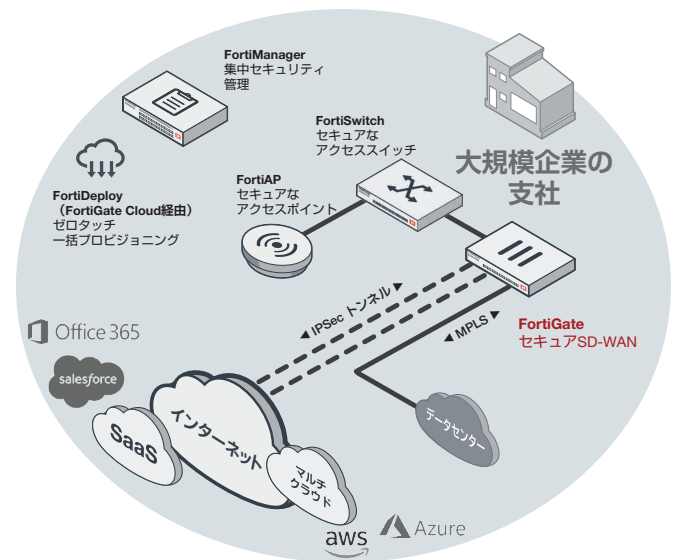 FortiManager
集中セキュリティ
管理
FortiSwitch
セキュアな
アクセススイッチ
大規模企業の
支社
FortiDeploy
（FortiGate Cloud経由）
ゼロタッチ
一括プロビジョニング
FortiAP
セキュアな
アクセスポイント
◀ IPSec トンネル ▶
◀ MPLS ▶
FortiGate
セキュアSD-WAN
Office 365
salesforce
SaaS
インターネット
マルチ
クラウド
データセンター
aws
Azure